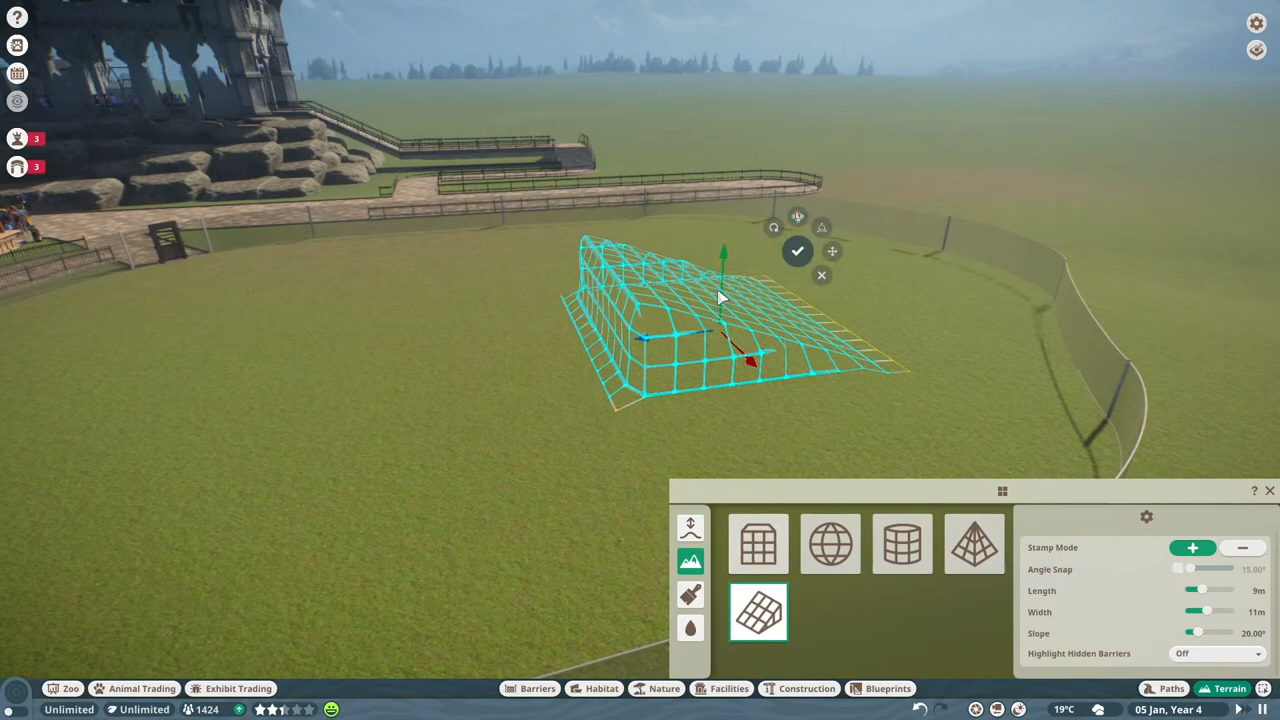 ?
3
3
?
Stamp Mode
Angle Snap 15.00°
Length 9m
Width 11m
Slope 20.00°
Highlight Hidden Barriers Off
Zoo Animal Trading Exhibit Trading Barriers Habitat Nature Facilities Construction Blueprints Paths Terrain
Unlimited Unlimited 1424 19°C 05 Jan, Year 4